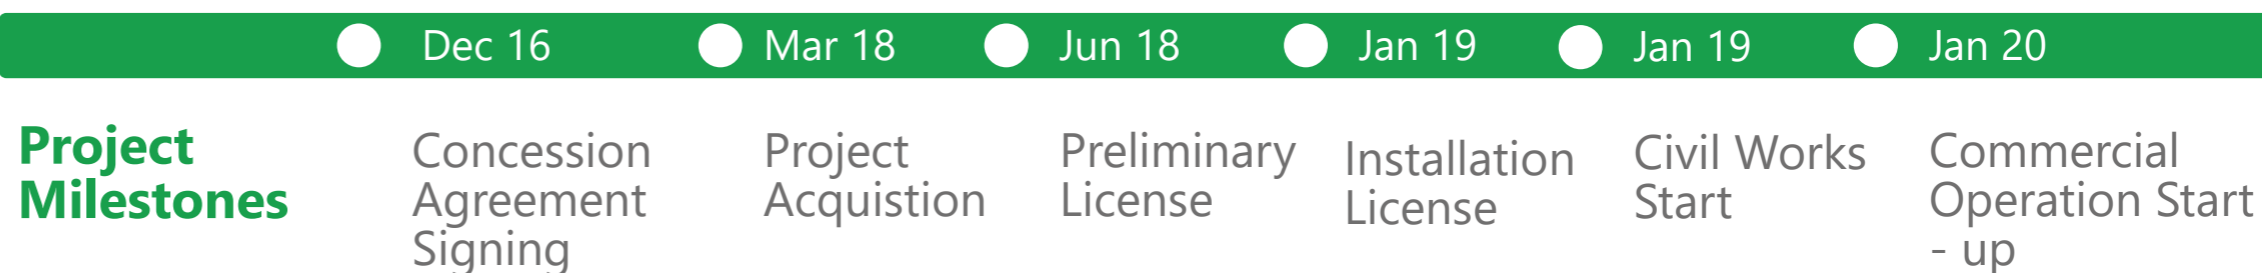 Dec 16
Mar 18
Jun 18
Jan 19
Jan 19
Jan 20
Project
Milestones
Concession
Agreement
Signing
Project
Acquistion
Preliminary
License
Installation
License
Civil Works
Start
Commercial
Operation Start
- up